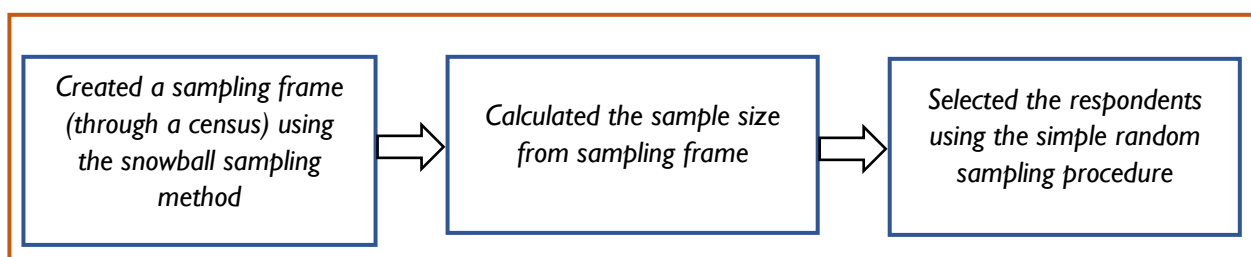 Created a sampling frame
(through a census) using
the snowball sampling
method
Calculated the sample size
from sampling frame
Selected the respondents
using the simple random
sampling procedure